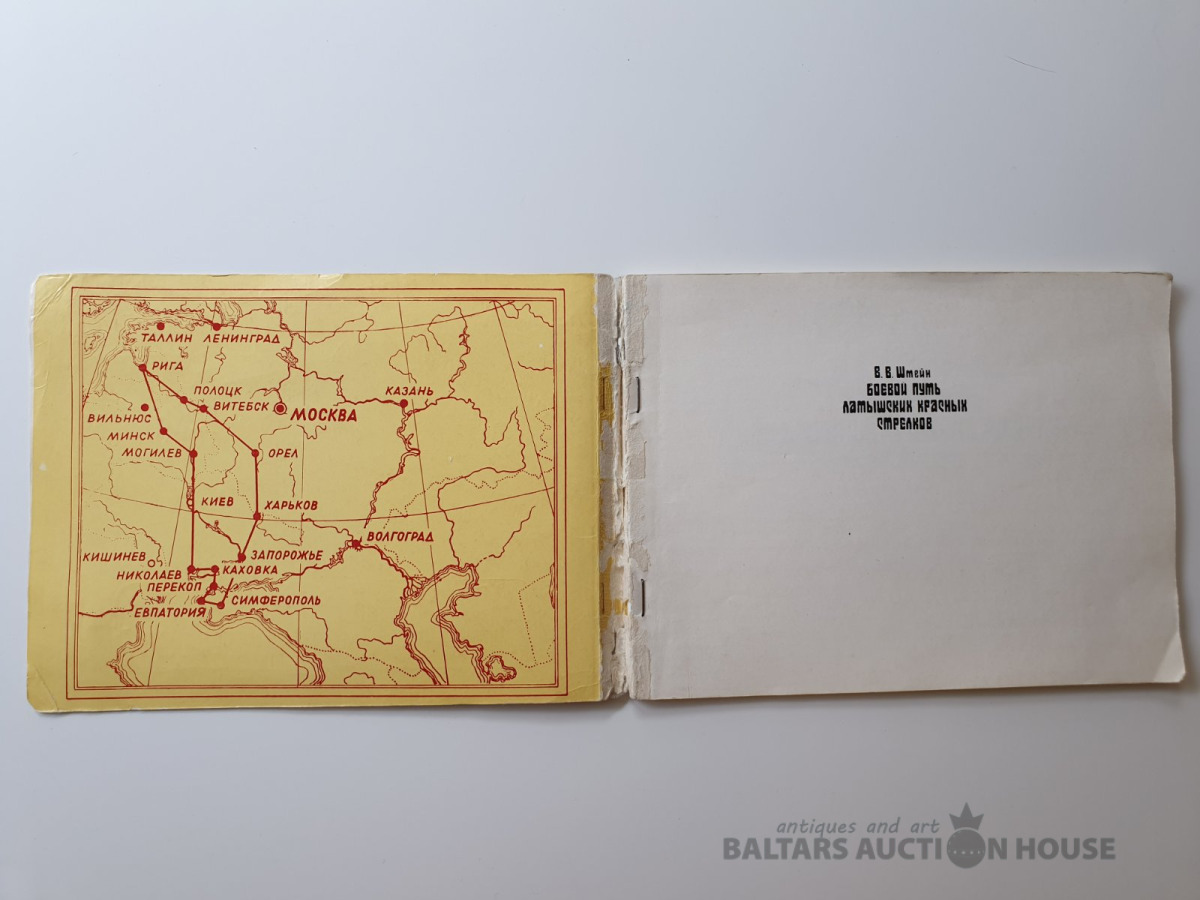 ТАЛЛИН ЛЕНИНГРАД
РИГА
ПОЛОЦК
КАЗАНЬ
ВИТЕБСК
МОСКВА
ВИЛЬНЮС
МИНСК
МОГИЛЕВ
ОРЕЛ
КИЕВ
ХАРЬКОВ
ВОЛГОГРАД
КИШИНЕВ
ЗАПОРОЖЬЕ
НИКОЛАЕВ
КАХОВКА
ПЕРЕКОП
СИМФЕРОПОЛЬ
ЕВПАТОРИЯ
В. В. Штейн
БОЕВОЙ ПУТЬ
ЛАТЫШСКИХ КРАСНЫХ
СТРЕЛКОВ
antiques and art
BALTARS AUCTION HOUSE